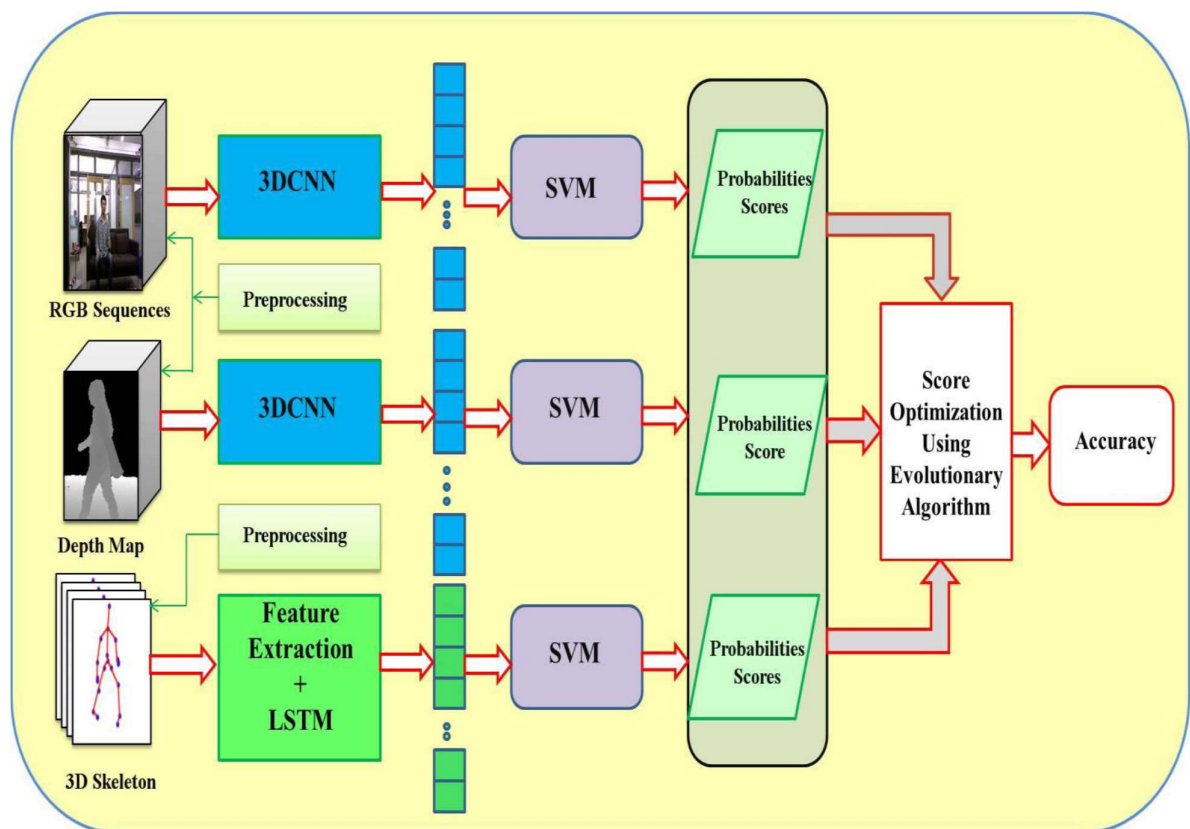 3DCNN
SVM
Probabilities
Scores
RGB Sequences
Preprocessing
3DCNN
SVM
Probabilities
Score
Score
Optimization
Using
Evolutionary
Algorithm
Accuracy
Depth Map
Preprocessing
Feature
Extraction
+
LSTM
SVM
Probabilities
Scores
3D Skeleton